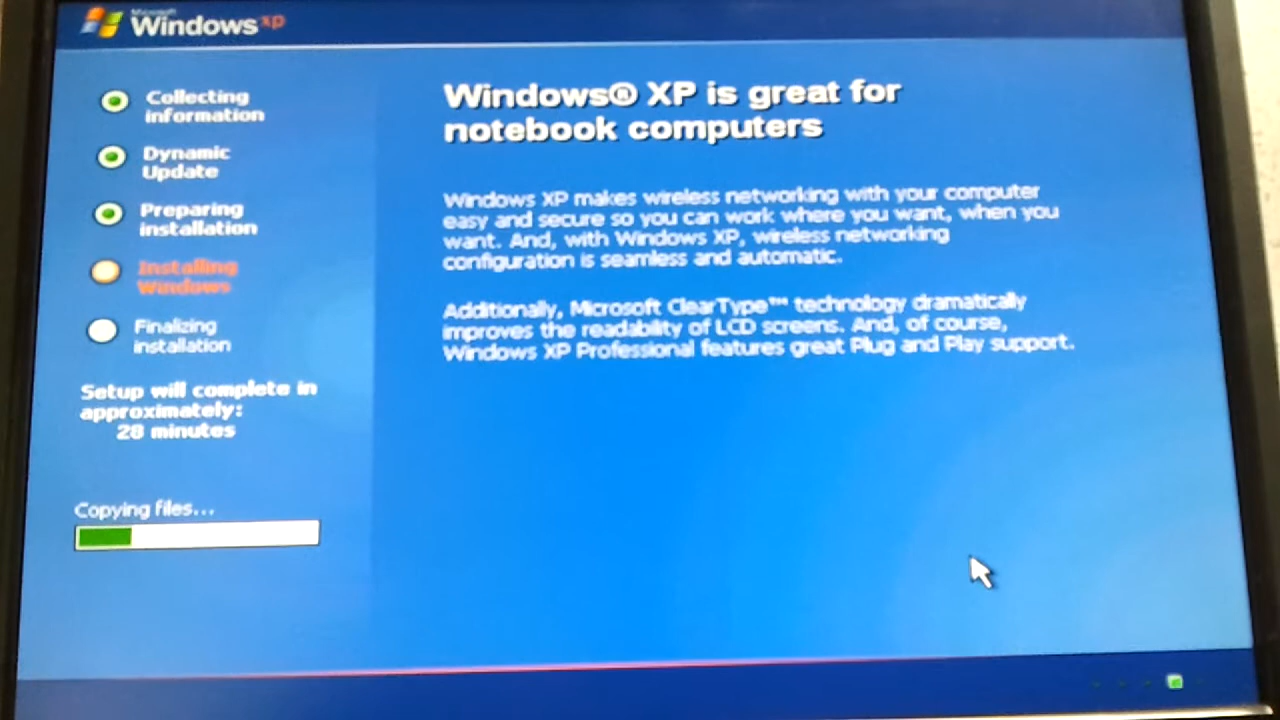 Microsoft
Windows xp
Collecting
information
Dynamic
Update
Preparing
installation
Installing
Windows
Finalizing
installation
Setup will complete in
approximately:
28 minutes
Copying files...
Windows® XP is great for
notebook computers
Windows XP makes wireless networking with your computer
easy and secure so you can work where you want, when you
want. And, with Windows XP, wireless networking
configuration is seamless and automatic.
Additionally, Microsoft ClearType™ technology dramatically
improves the readability of LCD screens. And, of course,
Windows XP Professional features great Plug and Play support.